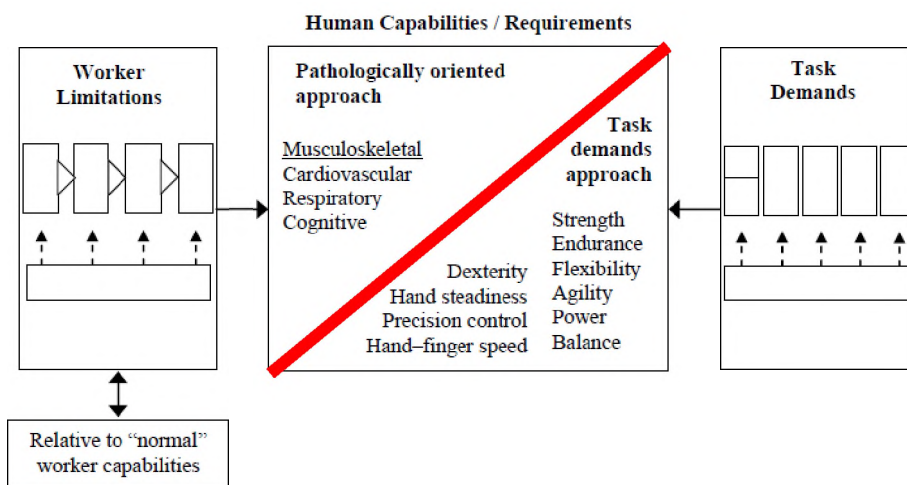 Human Capabilities / Requirements
Worker
Limitations
Pathologically oriented
approach
Musculoskeletal
Cardiovascular
Respiratory
Cognitive
Task
demands
approach
Strength
Endurance
Flexibility
Agility
Power
Balance
Dexterity
Hand steadiness
Precision control
Hand–finger speed
Task
Demands
Relative to “normal”
worker capabilities